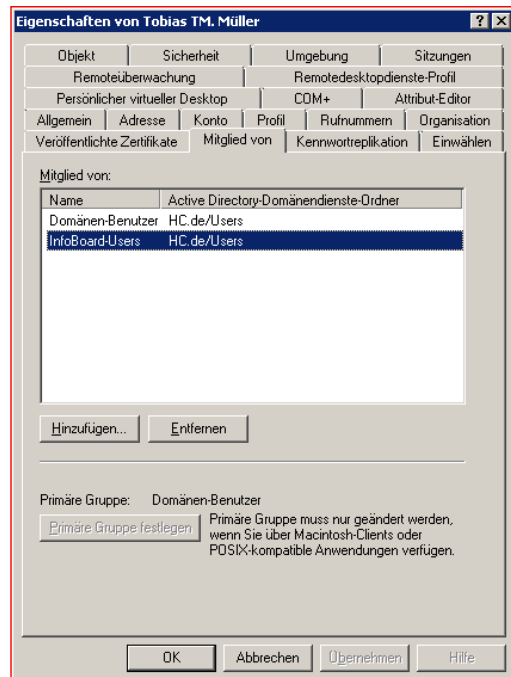 Eigenschaften von Tobias TM. Müller
Objekt Sicherheit Umgebung Sitzungen
Remoteüberwachung Remotedesktopdienste-Profil
Persönlicher virtueller Desktop COM+ Attribut-Editor
Allgemein Adresse Konto Profil Rufnummern Organisation
Veröffentlichte Zertifikate Mitglied von Kennwortreplikation Einwählen
Mitglied von:
Name Active Directory-Domänendienste-Ordner
Domänen-Benutzer HC.de/Users
InfoBoard-Users HC.de/Users
Hinzufügen... Entfernen
Primäre Gruppe: Domänen-Benutzer
Primäre Gruppe festlegen Primäre Gruppe muss nur geändert werden,
wenn Sie über Macintosh-Clients oder
POSIX-kompatible Anwendungen verfügen.
OK Abbrechen Übernehmen Hilfe